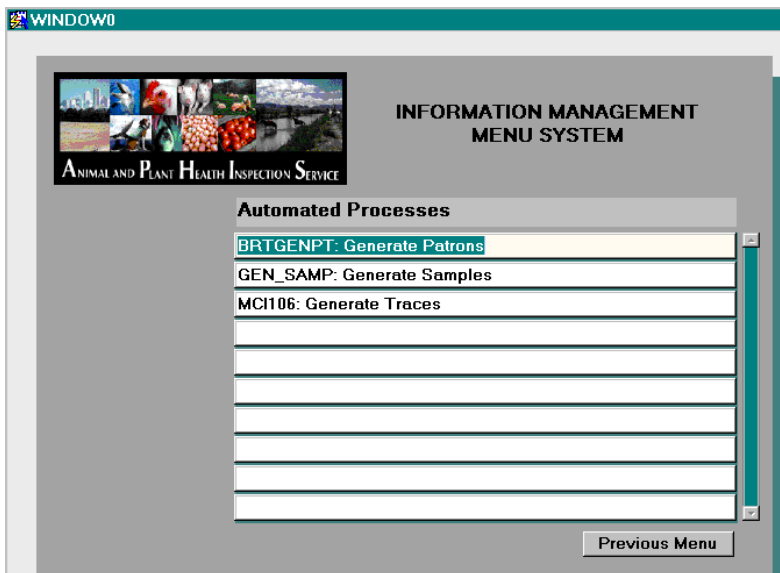 WINDOW0
INFORMATION MANAGEMENT
MENU SYSTEM
ANIMAL AND PLANT HEALTH INSPECTION SERVICE
Automated Processes
BRTGENPT: Generate Patrons
GEN_SAMP: Generate Samples
MCI106: Generate Traces
Previous Menu